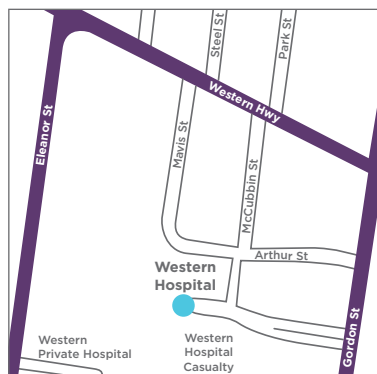 Steel St
Park St
Western Hwy
Eleanor St
Mavis St
McCubbin St
Arthur St
Western
Hospital
Gordon St
Western
Private Hospital
Western
Hospital
Casualty